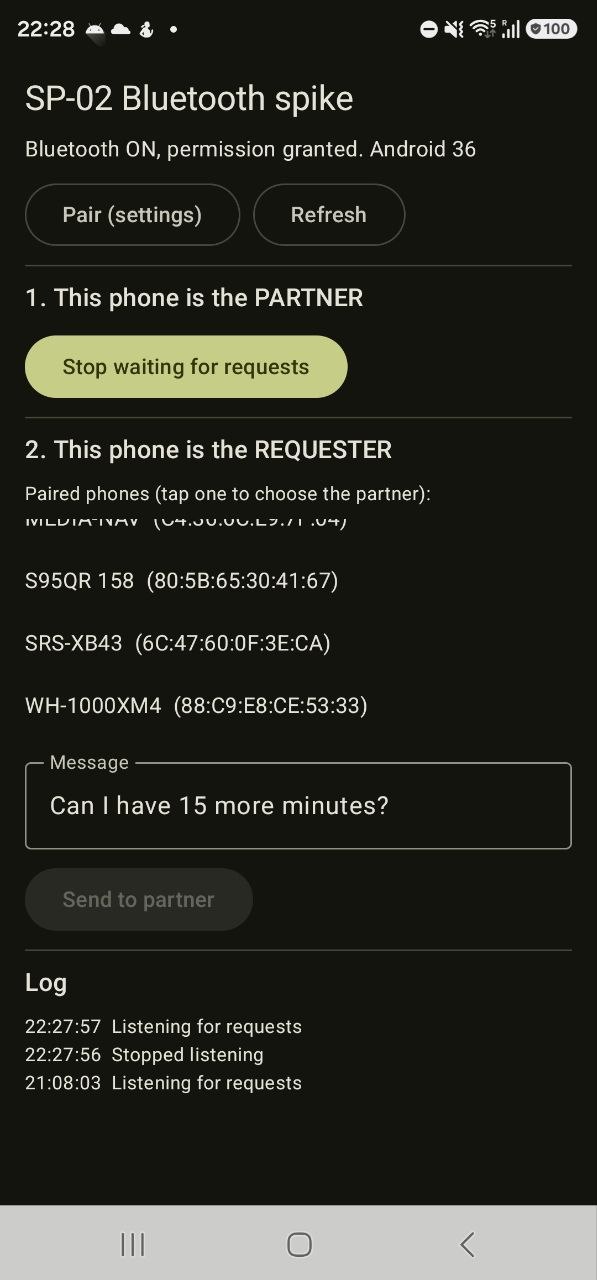 22:28
5 R 100
SP-02 Bluetooth spike
Bluetooth ON, permission granted. Android 36
Pair (settings) Refresh
1. This phone is the PARTNER
Stop waiting for requests
2. This phone is the REQUESTER
Paired phones (tap one to choose the partner):
MEDIA-NAV
S95QR 158 (80:5B:65:30:41:67)
SRS-XB43 (6C:47:60:0F:3E:CA)
WH-1000XM4 (88:C9:E8:CE:53:33)
Message
Can I have 15 more minutes?
Send to partner
Log
22:27:57 Listening for requests
22:27:56 Stopped listening
21:08:03 Listening for requests